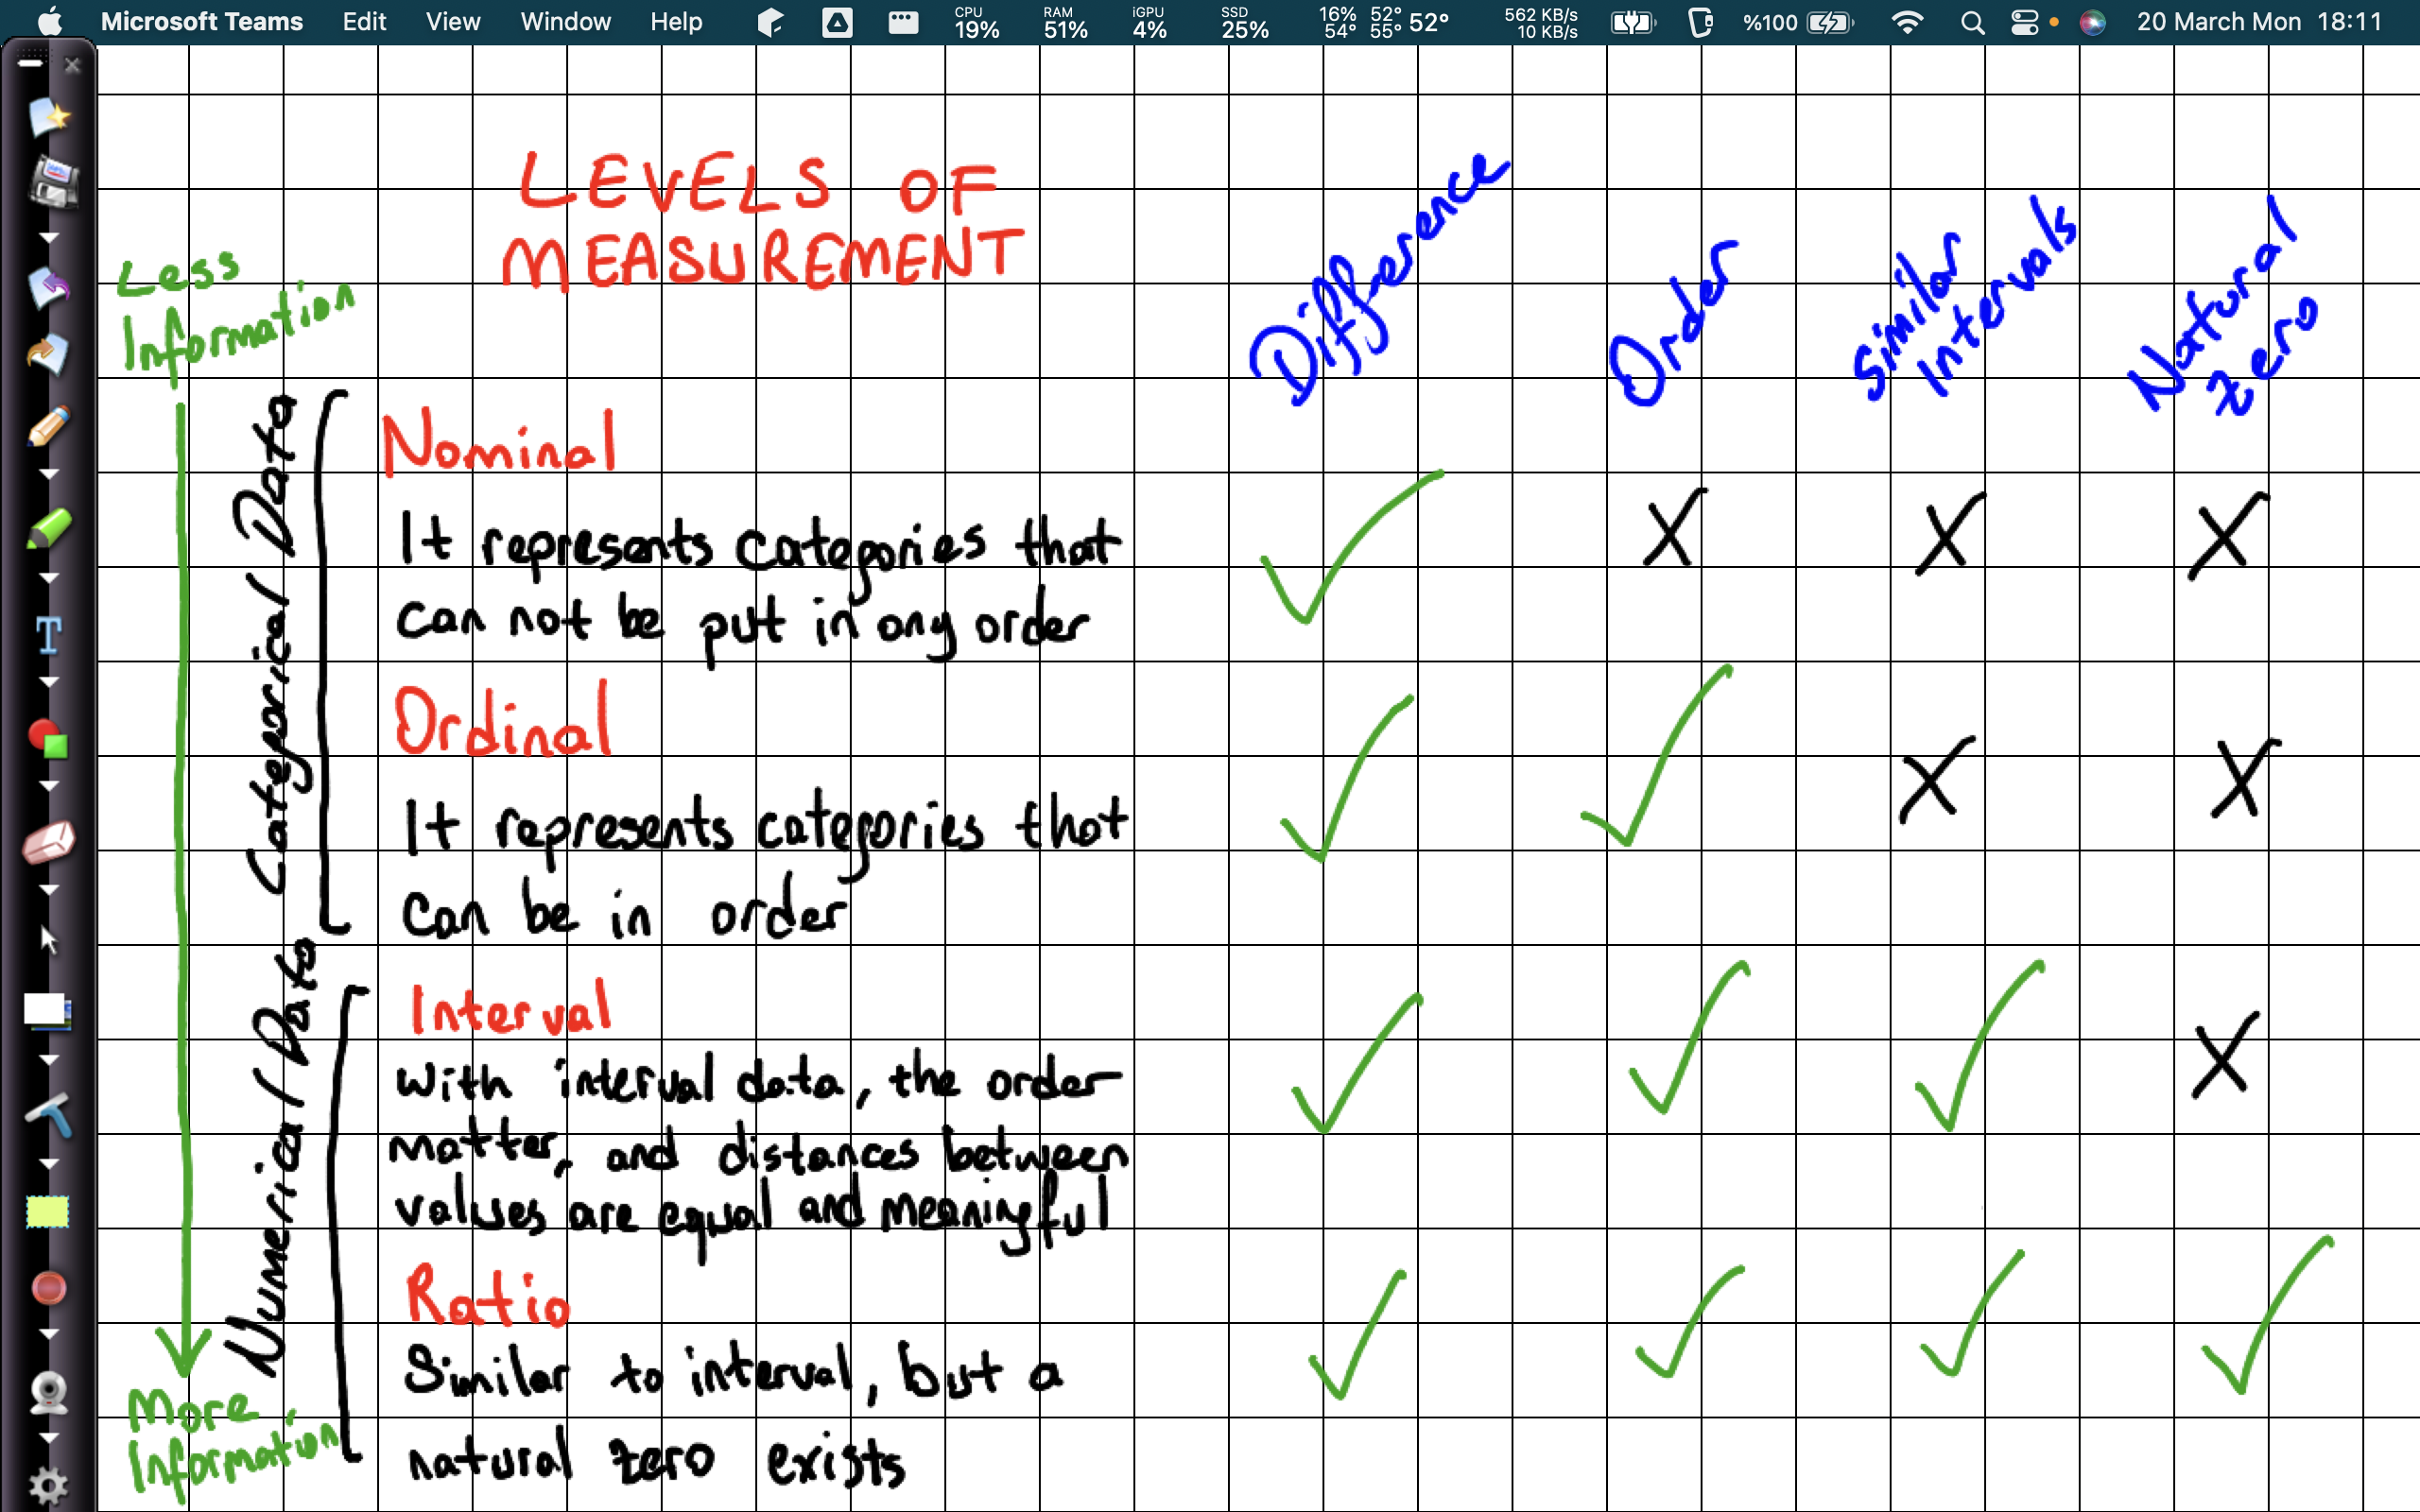 Microsoft Teams Edit View Window Help CPU 19% RAM 51% iGPU 4% SSD 25% 16% 54° 52° 55° 52° 562 KB/s 10 KB/s %100 20 March Mon 18:11
LEVELS OF
MEASUREMENT
Less
Information
Difference
Order
Similar
Intervals
Natural
zero
Categorical Data
Nominal
It represents categories that
can not be put in any order
Ordinal
It represents categories that
can be in order
Numerical Data
Interval
With interval data, the order
matter, and distances between
values are equal and meaningful
Ratio
Similar to interval, but a
natural zero exists
More
Information
T